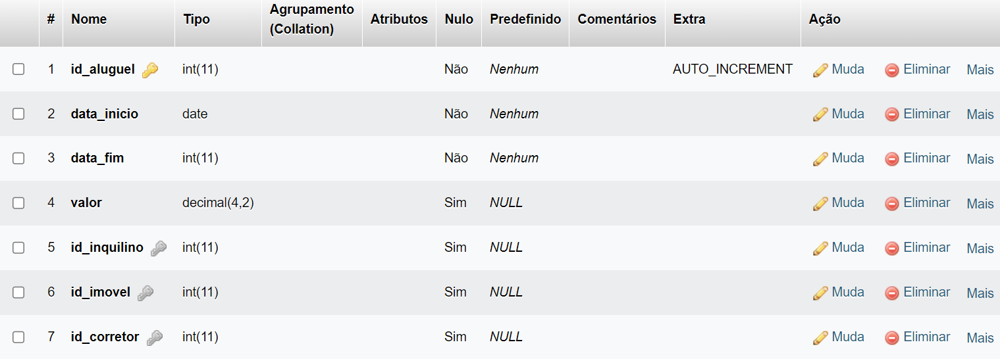 # Nome Tipo Agrupamento (Collation) Atributos Nulo Predefinido Comentários Extra Ação
1 id_aluguel int(11) Não Nenhum AUTO_INCREMENT Muda Eliminar Mais
2 data_inicio date Não Nenhum Muda Eliminar Mais
3 data_fim int(11) Não Nenhum Muda Eliminar Mais
4 valor decimal(4,2) Sim NULL Muda Eliminar Mais
5 id_inquilino int(11) Sim NULL Muda Eliminar Mais
6 id_imovel int(11) Sim NULL Muda Eliminar Mais
7 id_corretor int(11) Sim NULL Muda Eliminar Mais